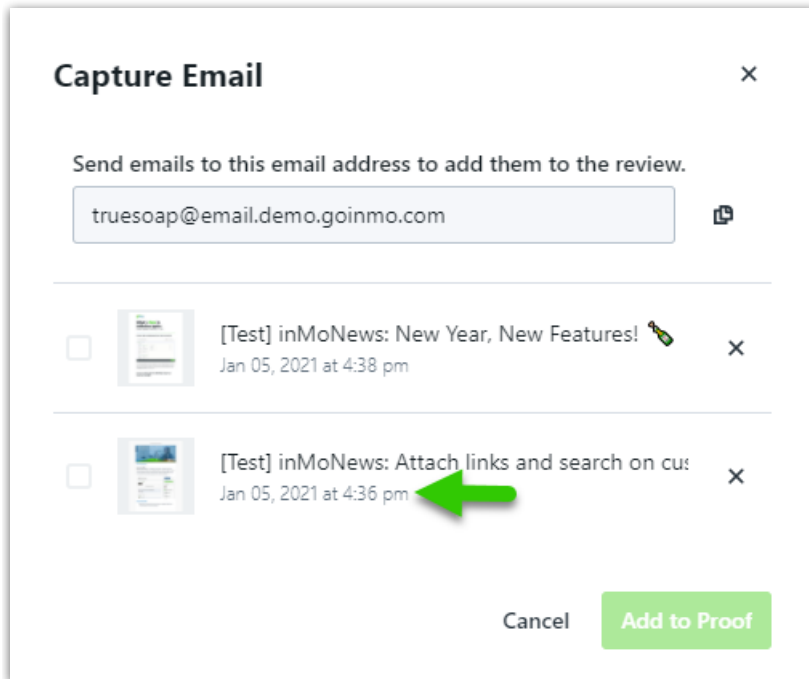 Capture Email
Send emails to this email address to add them to the review.
truesoap@email.demo.goinmo.com
[Test] inMoNews: New Year, New Features! 🍾
Jan 05, 2021 at 4:38 pm
[Test] inMoNews: Attach links and search on cus
Jan 05, 2021 at 4:36 pm
Cancel
Add to Proof